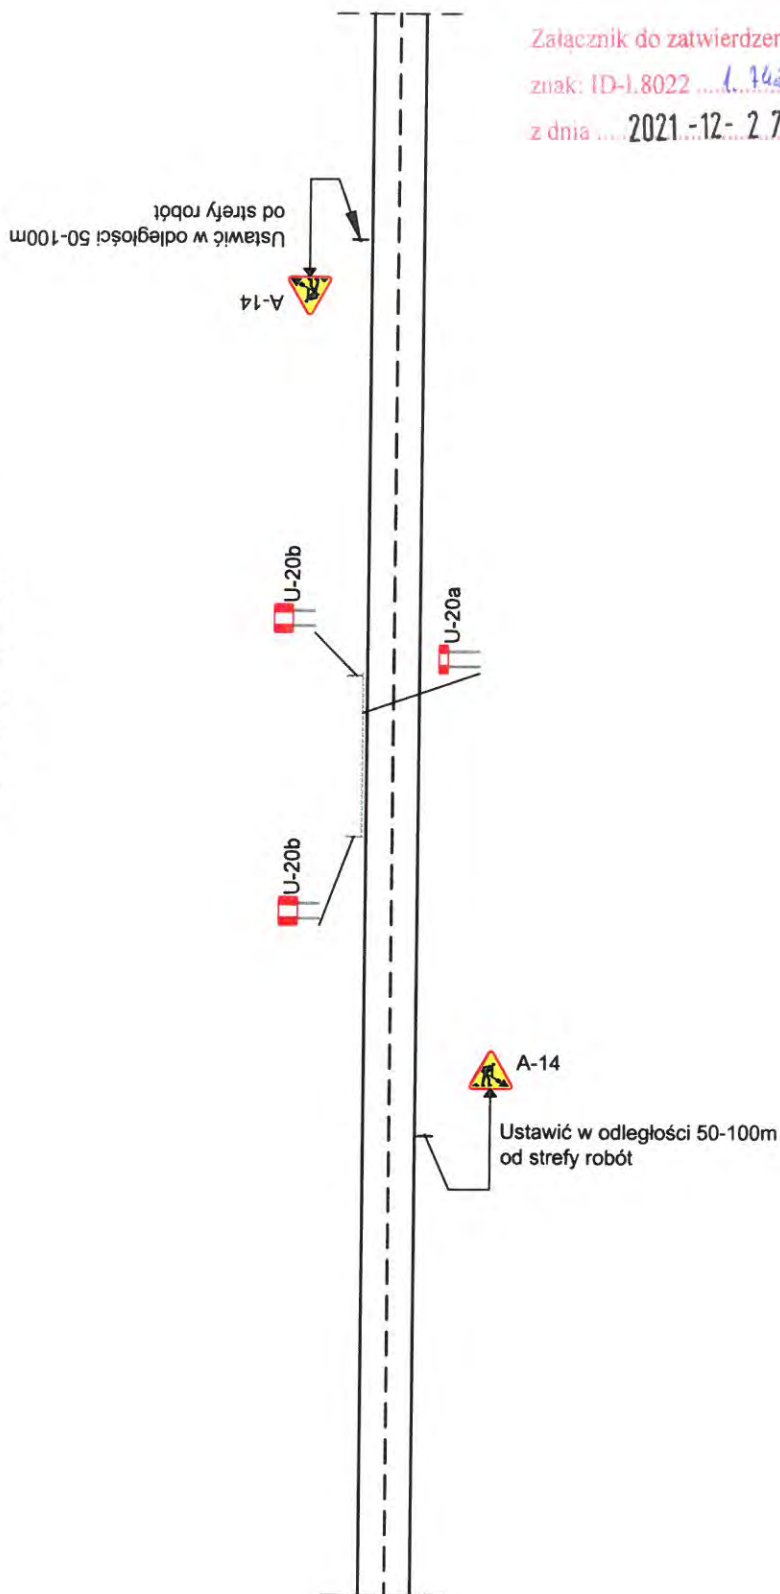 Załącznik do
znak: ID-I.8022
z dnia 2021-12-27
Ustawić w odległości 50-100m
od strefy robót
A-14
U-20b
U-20a
U-20b
A-14
Ustawić w odległości 50-100m
od strefy robót